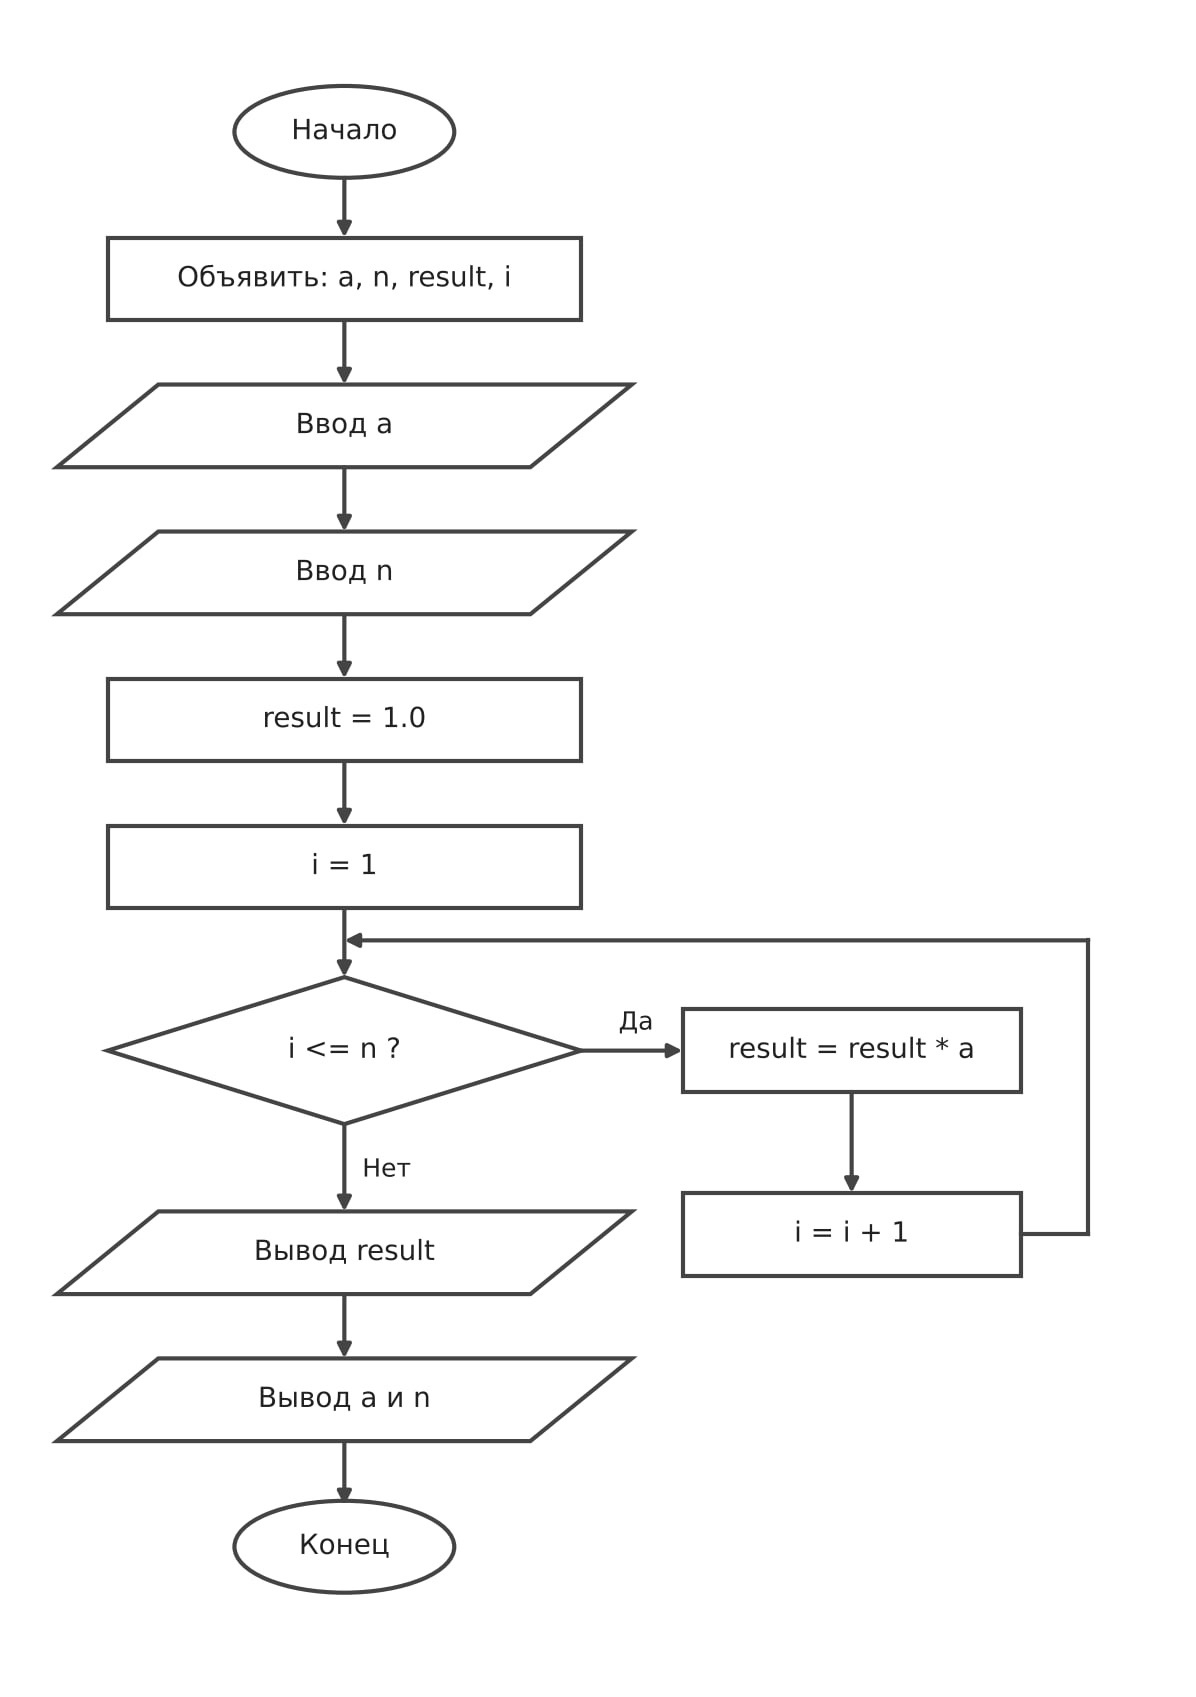 Начало
Объявить: a, n, result, i
Ввод a
Ввод n
result = 1.0
i = 1
i <= n ?
Да
result = result * a
i = i + 1
Нет
Вывод result
Вывод a и n
Конец